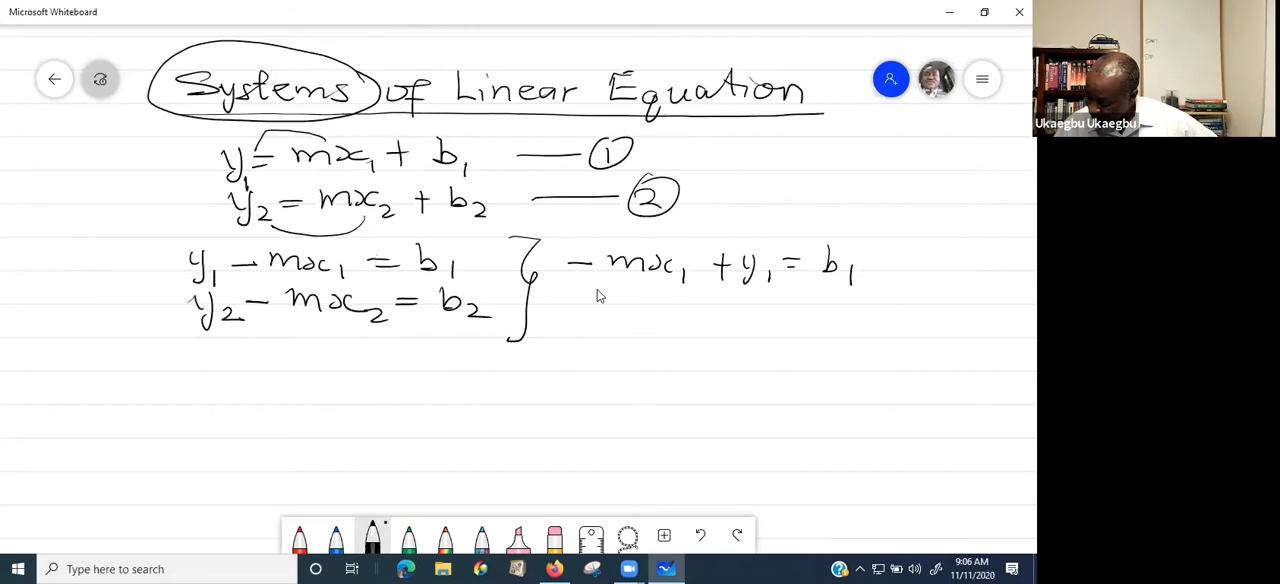 Microsoft Whiteboard
Systems of Linear Equation
y₁ = mx₁ + b₁ —— ①
y₂ = mx₂ + b₂ —— ②
y₁ − mx₁ = b₁ } − mx₁ + y₁ = b₁
y₂ − mx₂ = b₂
Ukaegbu Ukaegbu
Type here to search
9:06 AM
11/11/2020